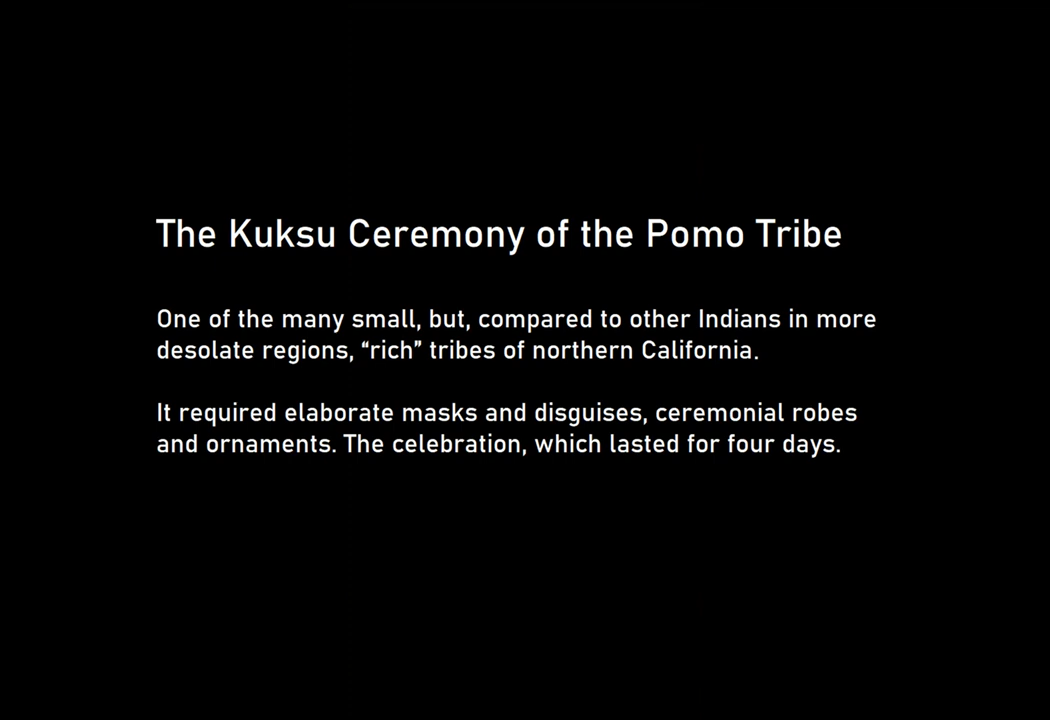 The Kuksu Ceremony of the Pomo Tribe
One of the many small, but, compared to other Indians in more
desolate regions, “rich” tribes of northern California.
It required elaborate masks and disguises, ceremonial robes
and ornaments. The celebration, which lasted for four days.